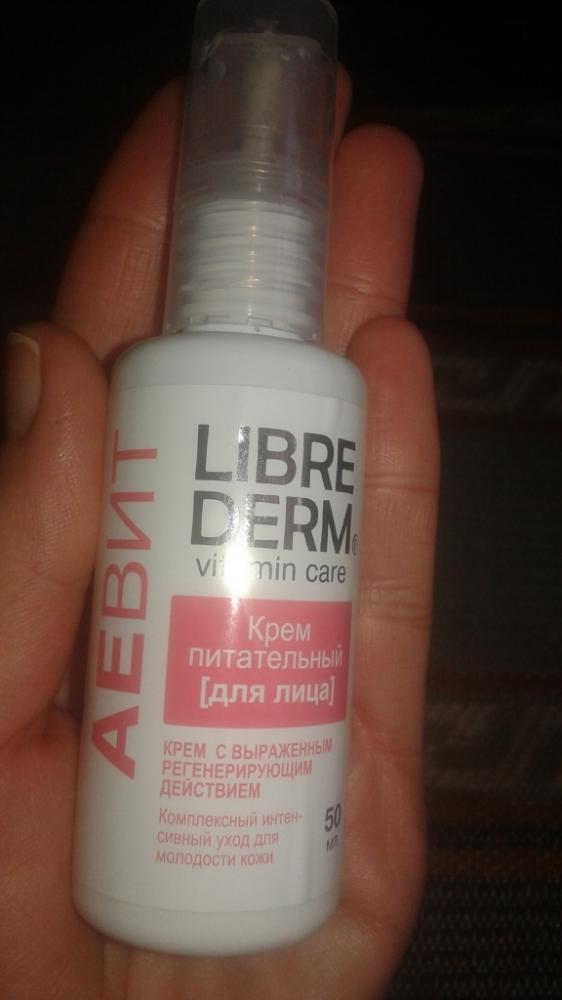 АЕВИТ
LIBRE
DERM®
vitamin care
Крем
питательный
[для лица]
КРЕМ С ВЫРАЖЕННЫМ
РЕГЕНЕРИРУЮЩИМ
ДЕЙСТВИЕМ
Комплексный интен-
сивный уход для
молодости кожи
50
мл